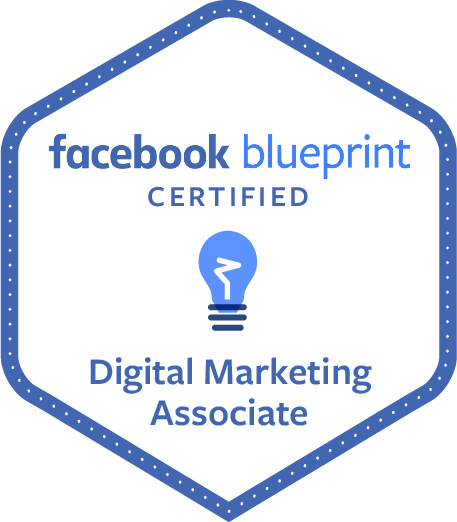 facebook blueprint
CERTIFIED
Digital Marketing
Associate